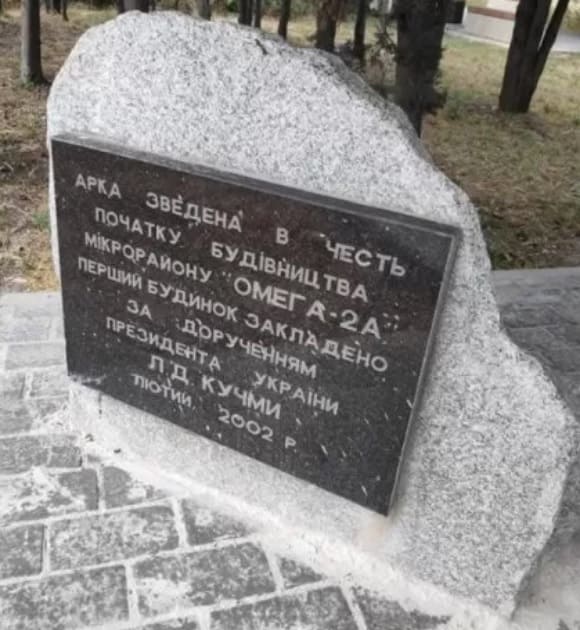 АРКА ЗВЕДЕНА В ЧЕСТЬ
ПОЧАТКУ БУДІВНИЦТВА
МІКРОРАЙОНУ "ОМЕГА-2А"
ПЕРШИЙ БУДИНОК ЗАКЛАДЕНО
ЗА ДОРУЧЕННЯМ
ПРЕЗИДЕНТА УКРАЇНИ
Л.Д. КУЧМИ
ЛЮТИЙ 2002 Р.